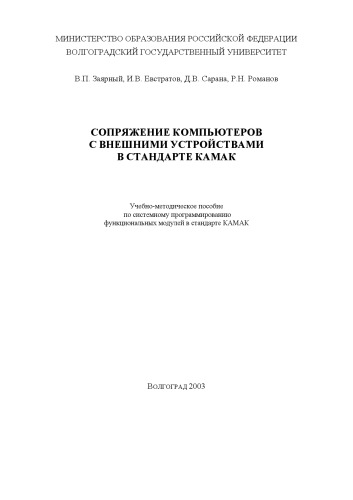 МИНИСТЕРСТВО ОБРАЗОВАНИЯ РОССИЙСКОЙ ФЕДЕРАЦИИ
ВОЛГОГРАДСКИЙ ГОСУДАРСТВЕННЫЙ УНИВЕРСИТЕТ
В.П. Заярный, И.В. Евстратов, Д.В. Сарана, Р.Н. Романов
СОПРЯЖЕНИЕ КОМПЬЮТЕРОВ
С ВНЕШНИМИ УСТРОЙСТВАМИ
В СТАНДАРТЕ КАМАК
Учебно-методическое пособие
по системному программированию
функциональных модулей в стандарте КАМАК
ВОЛГОГРАД 2003